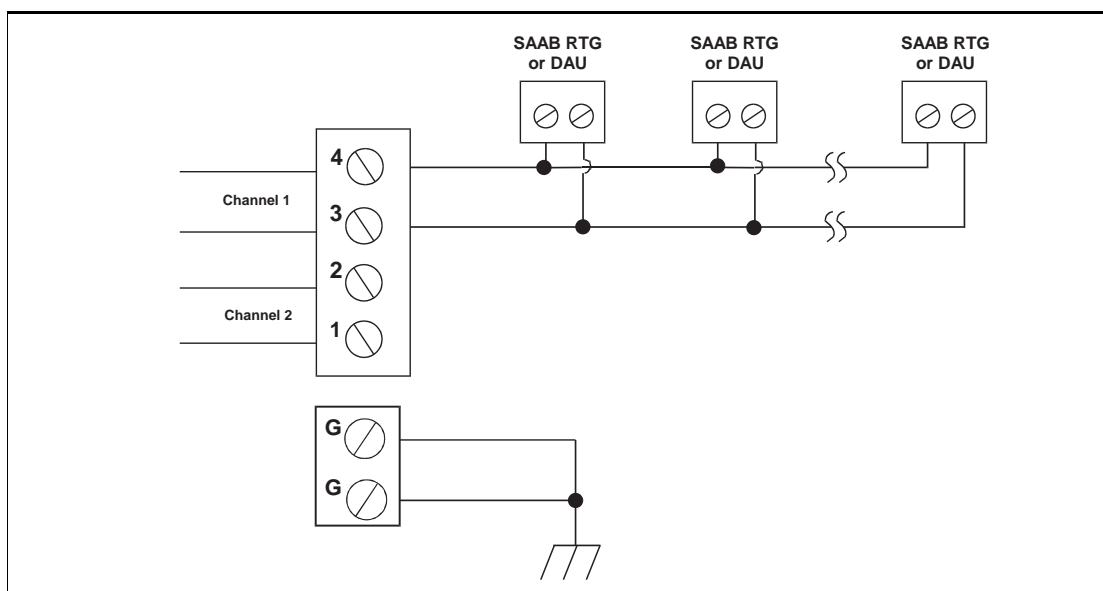 SAAB RTG
or DAU
SAAB RTG
or DAU
SAAB RTG
or DAU
4
Channel 1
3
2
Channel 2
1
G
G